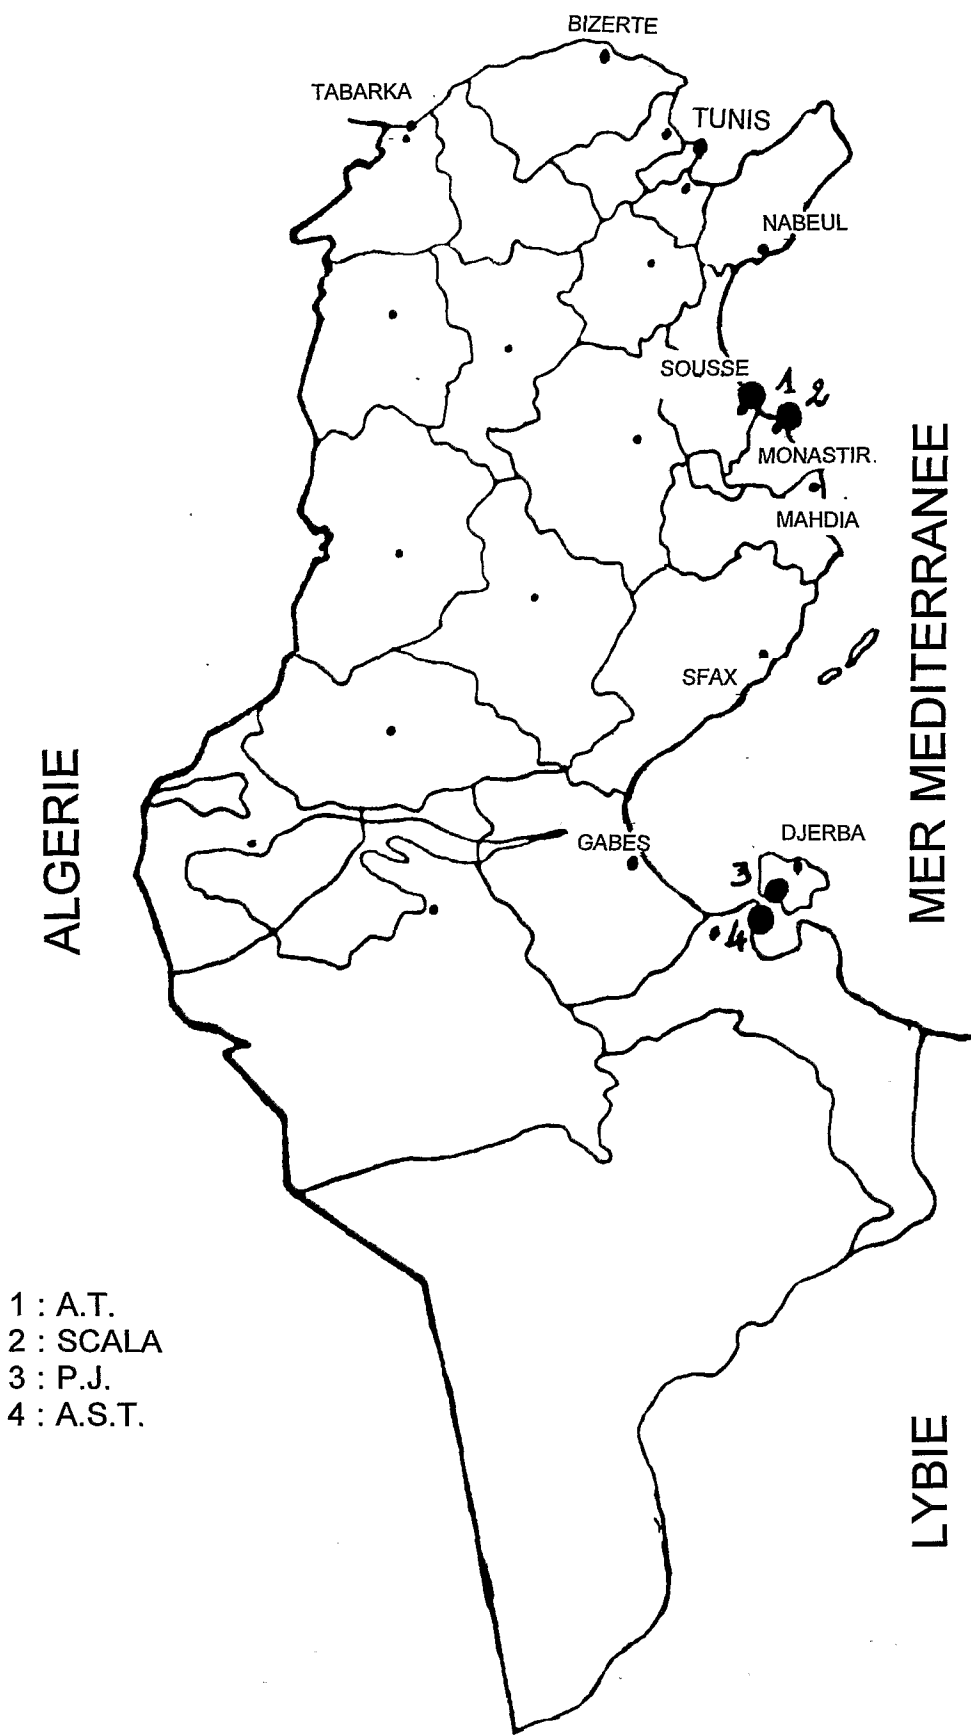 BIZERTE
TABARKA
TUNIS
NABEUL
SOUSSE
1
2
MONASTIR.
MAHDIA
MER MEDITERRANEE
SFAX
ALGERIE
GABES
DJERBA
3
4
1 : A.T.
2 : SCALA
3 : P.J.
4 : A.S.T.
LYBIE